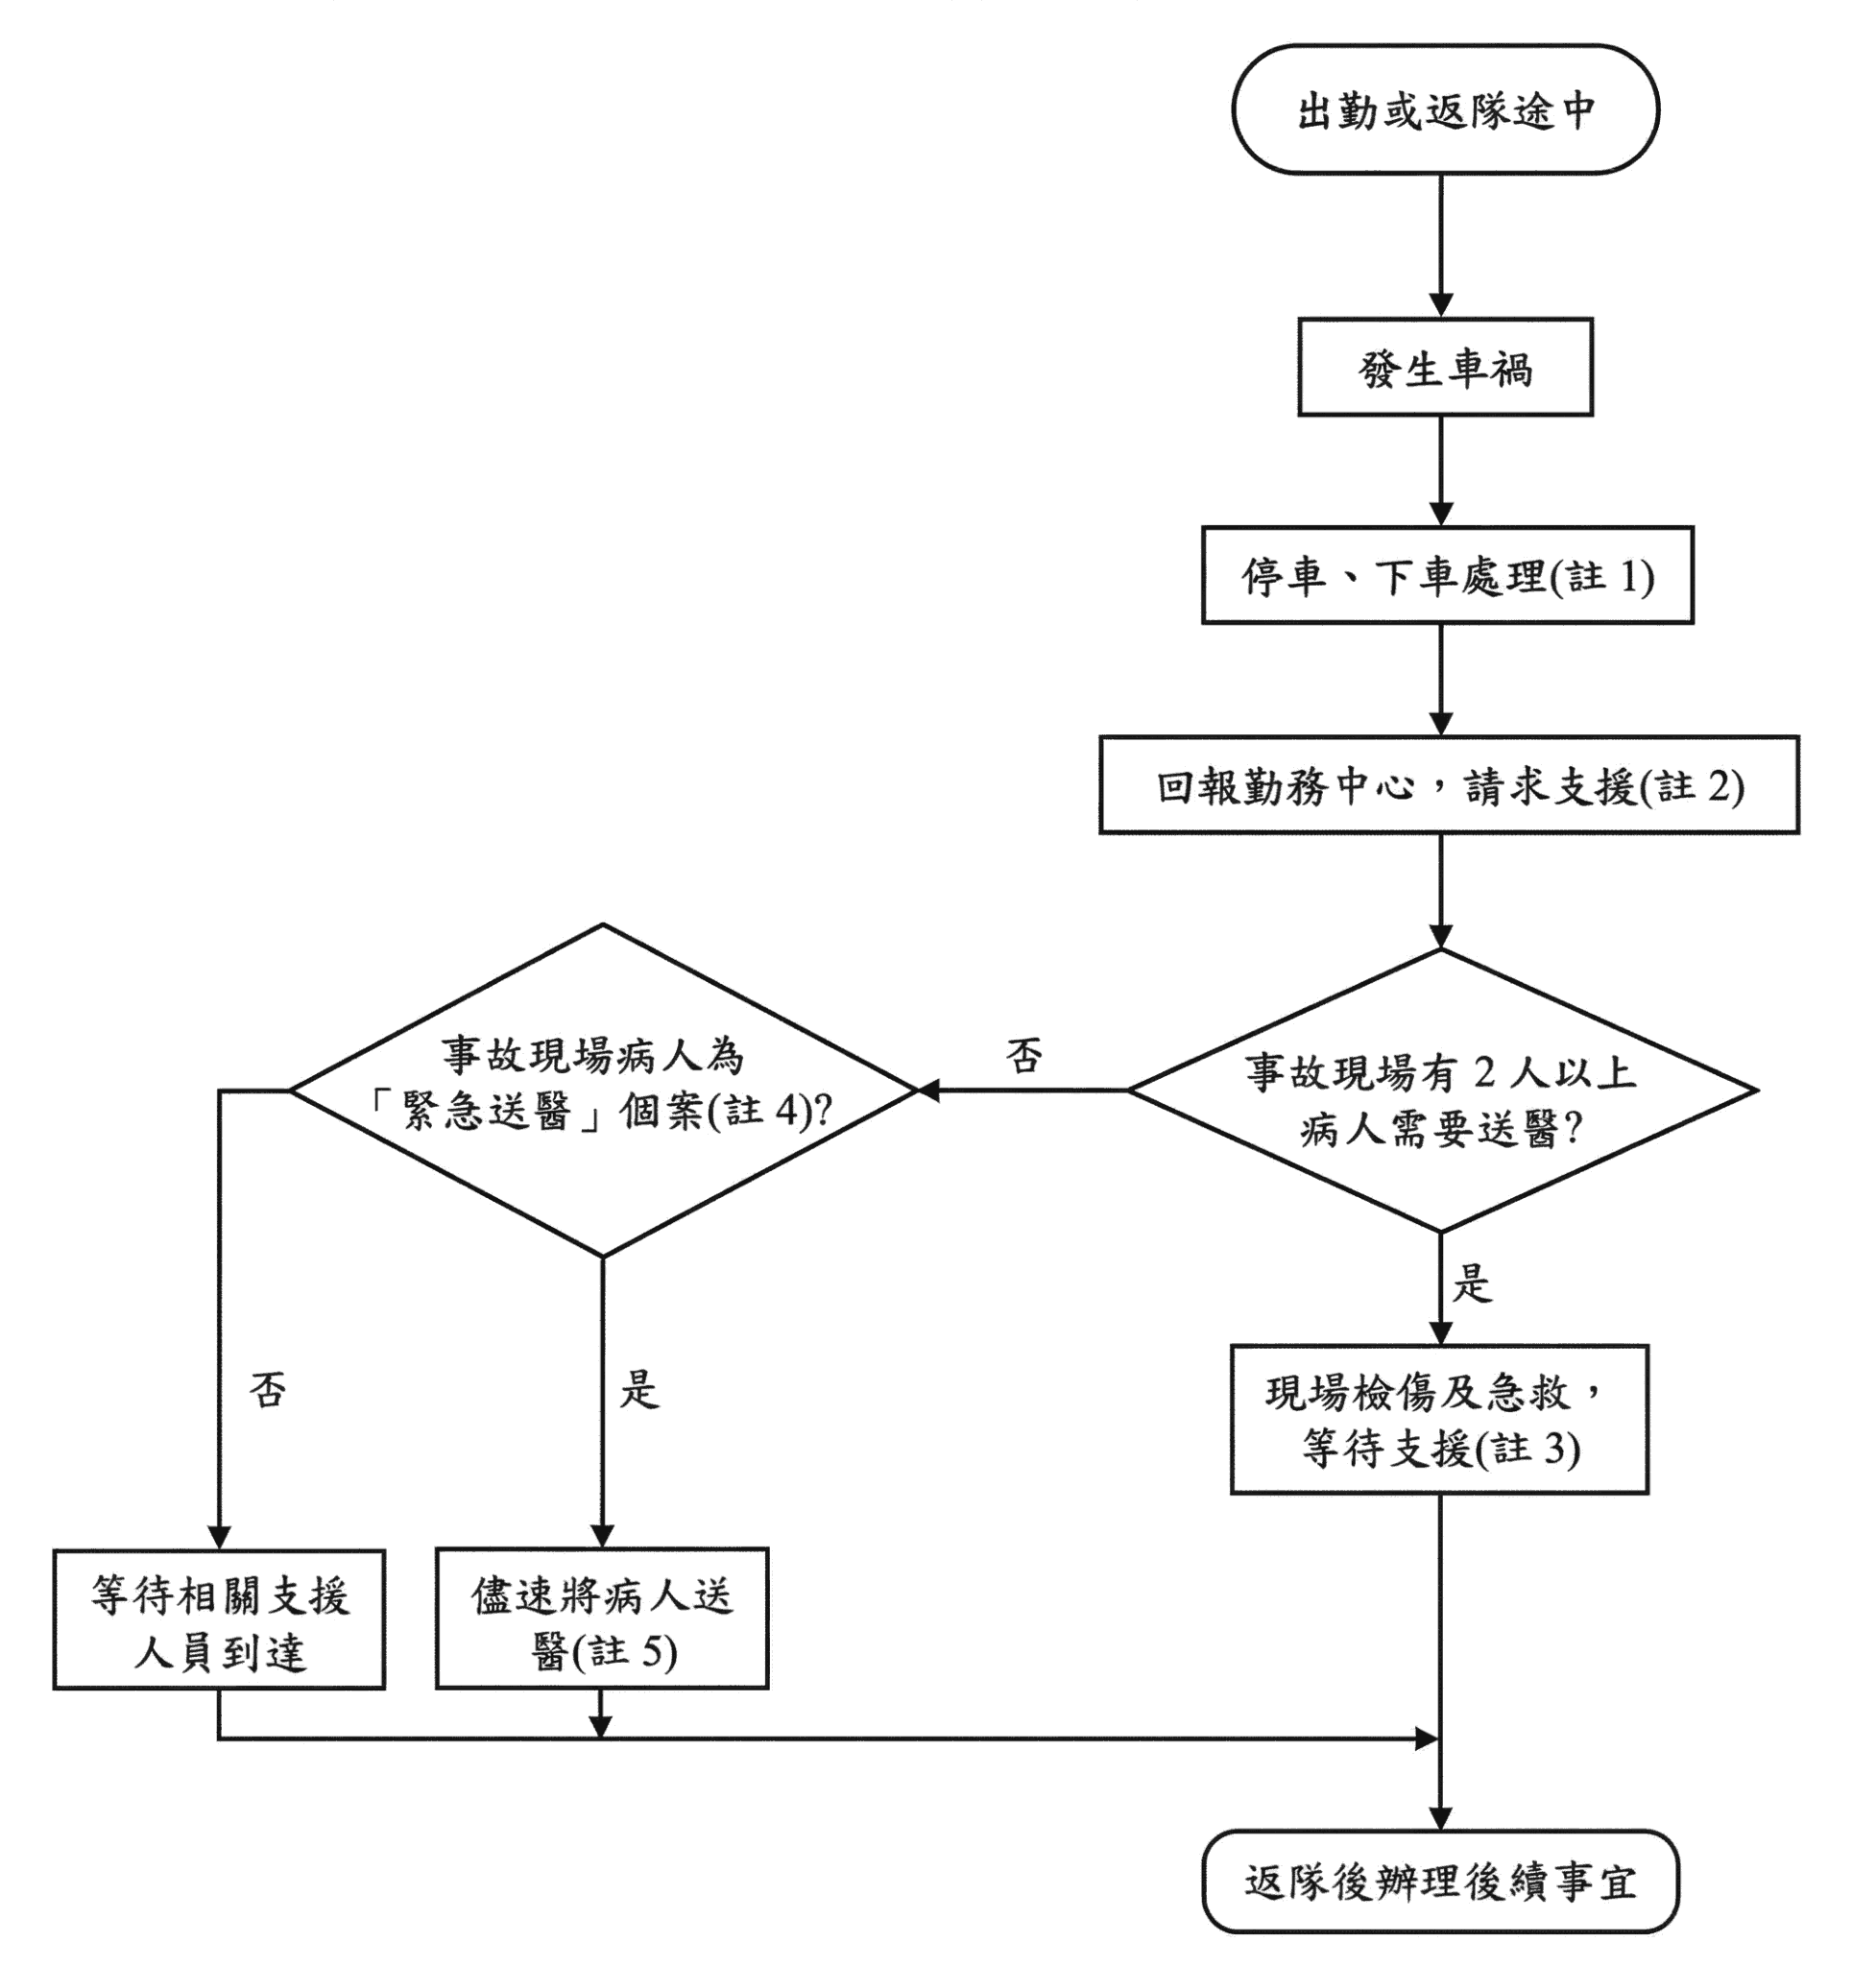 出勤或返隊途中
發生車禍
停車、下車處理(註 1)
回報勤務中心，請求支援(註 2)
事故現場有 2 人以上
病人需要送醫?
否
事故現場病人為
「緊急送醫」個案(註 4)?
是
現場檢傷及急救，
等待支援(註 3)
否
是
等待相關支援
人員到達
儘速將病人送
醫(註 5)
返隊後辦理後續事宜